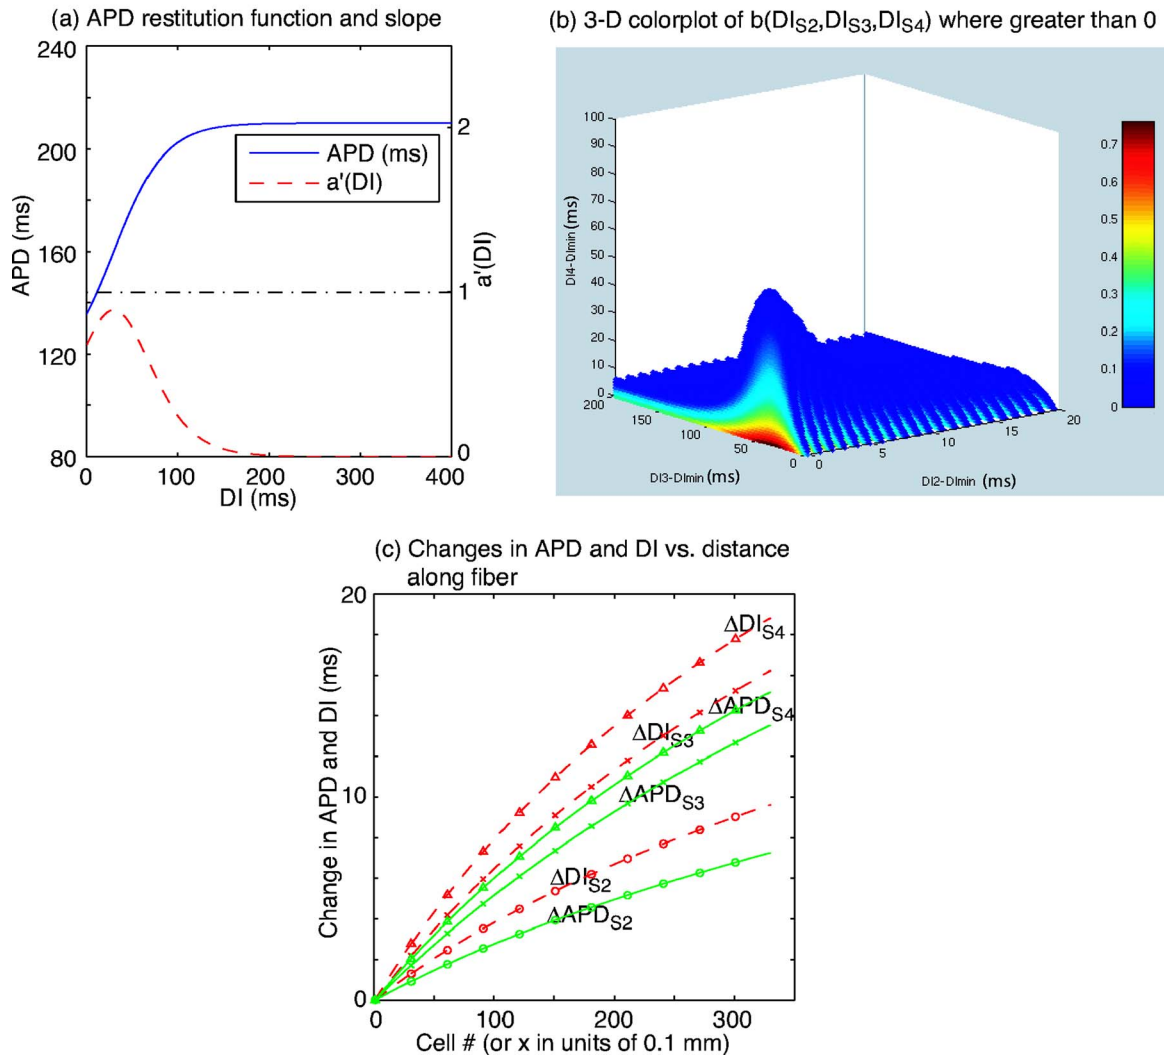 (a) APD restitution function and slope
240
200
160
120
80
APD (ms)
APD (ms)
a'(DI)
2
1
0
a'(DI)
0
100
200
300
400
DI (ms)
(b) 3-D colorplot of b(DIS2,DIS3,DIS4) where greater than 0
100
90
80
70
60
50
40
30
20
10
0
DI4-DImin (ms)
200
150
100
50
0
DI3-DImin (ms)
0
5
10
15
20
DI2-DImin (ms)
0.7
0.6
0.5
0.4
0.3
0.2
0.1
0
(c) Changes in APD and DI vs. distance
along fiber
20
10
0
Change in APD and DI (ms)
ΔDIS4
ΔAPDS4
ΔDIS3
ΔAPDS3
ΔDIS2
ΔAPDS2
0
100
200
300
Cell # (or x in units of 0.1 mm)